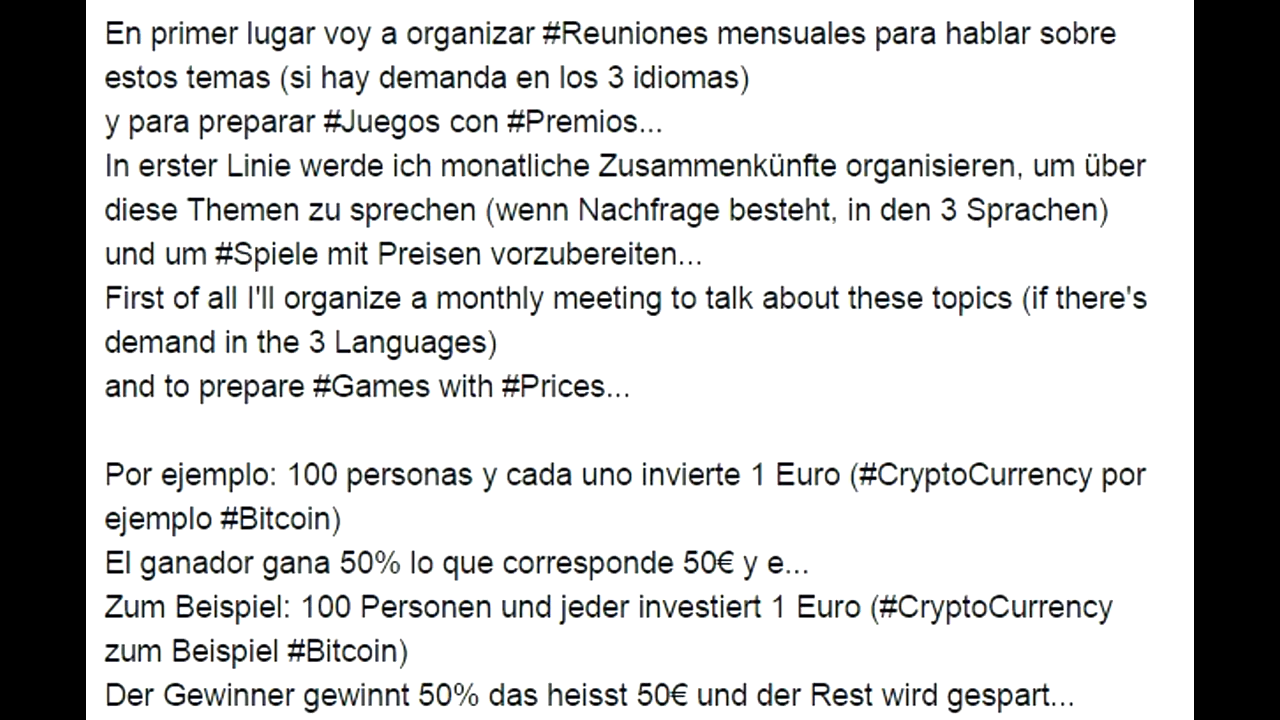 En primer lugar voy a organizar #Reuniones mensuales para hablar sobre
estos temas (si hay demanda en los 3 idiomas)
y para preparar #Juegos con #Premios...
In erster Linie werde ich monatliche Zusammenkünfte organisieren, um über
diese Themen zu sprechen (wenn Nachfrage besteht, in den 3 Sprachen)
und um #Spiele mit Preisen vorzubereiten...
First of all I'll organize a monthly meeting to talk about these topics (if there's
demand in the 3 Languages)
and to prepare #Games with #Prices...
Por ejemplo: 100 personas y cada uno invierte 1 Euro (#CryptoCurrency por
ejemplo #Bitcoin)
El ganador gana 50% lo que corresponde 50€ y e...
Zum Beispiel: 100 Personen und jeder investiert 1 Euro (#CryptoCurrency
zum Beispiel #Bitcoin)
Der Gewinner gewinnt 50% das heisst 50€ und der Rest wird gespart...